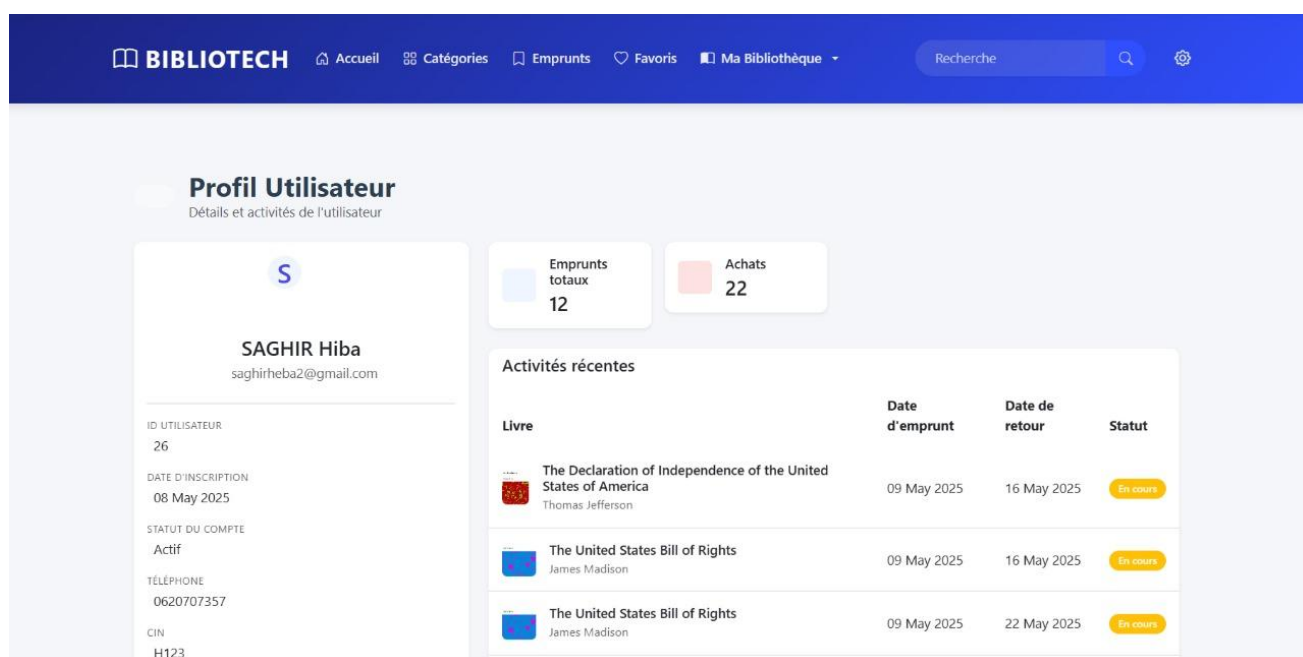 BIBLIOTECH Accueil Catégories Emprunts Favoris Ma Bibliothèque Recherche
Profil Utilisateur
Détails et activités de l'utilisateur
S
SAGHIR Hiba
saghirheba2@gmail.com
ID UTILISATEUR
26
DATE D'INSCRIPTION
08 May 2025
STATUT DU COMPTE
Actif
TÉLÉPHONE
0620707357
CIN
H123
Emprunts
totaux
12
Achats
22
Activités récentes
Livre
Date
d'emprunt
Date de
retour
Statut
The Declaration of Independence of the United
States of America
Thomas Jefferson
09 May 2025 16 May 2025 En cours
The United States Bill of Rights
James Madison
09 May 2025 16 May 2025 En cours
The United States Bill of Rights
James Madison
09 May 2025 22 May 2025 En cours